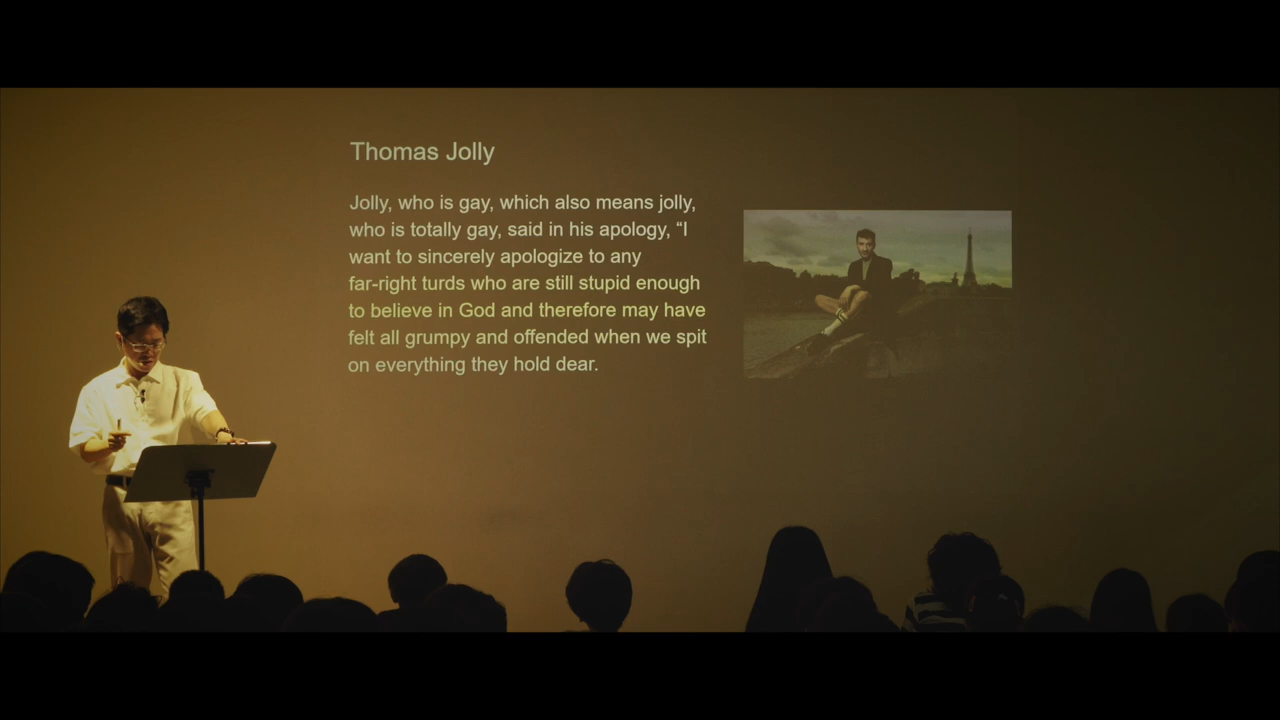 Thomas Jolly
Jolly, who is gay, which also means jolly,
who is totally gay, said in his apology, “I
want to sincerely apologize to any
far-right turds who are still stupid enough
to believe in God and therefore may have
felt all grumpy and offended when we spit
on everything they hold dear.